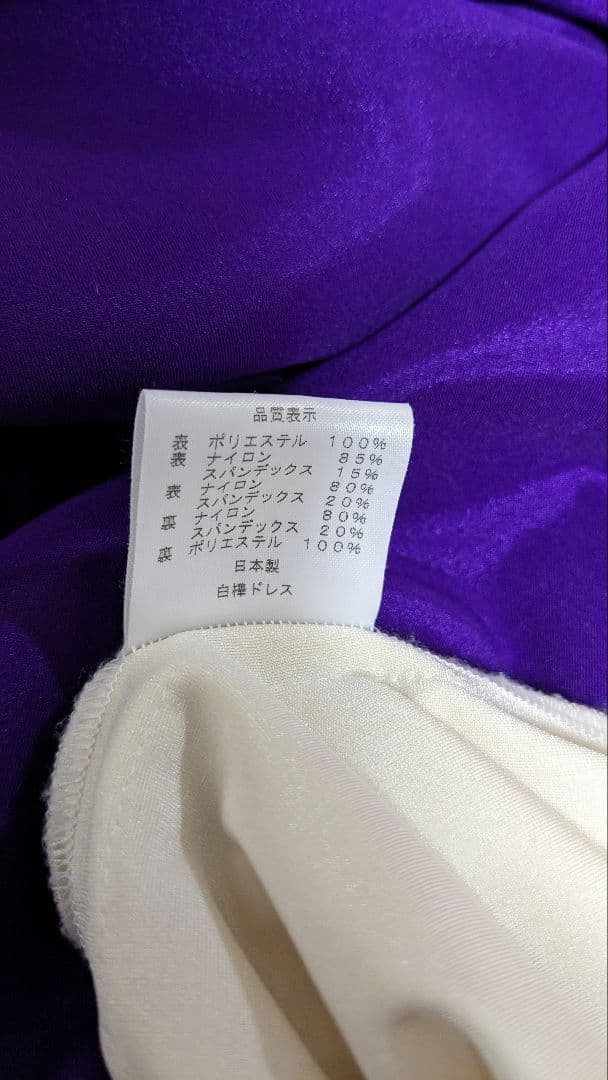 品質表示
表 ポリエステル 100%
表 ナイロン 85%
スパンデックス 15%
表 ナイロン 80%
スパンデックス 20%
裏 ナイロン 80%
スパンデックス 20%
裏 ポリエステル 100%
日本製
白樺ドレス